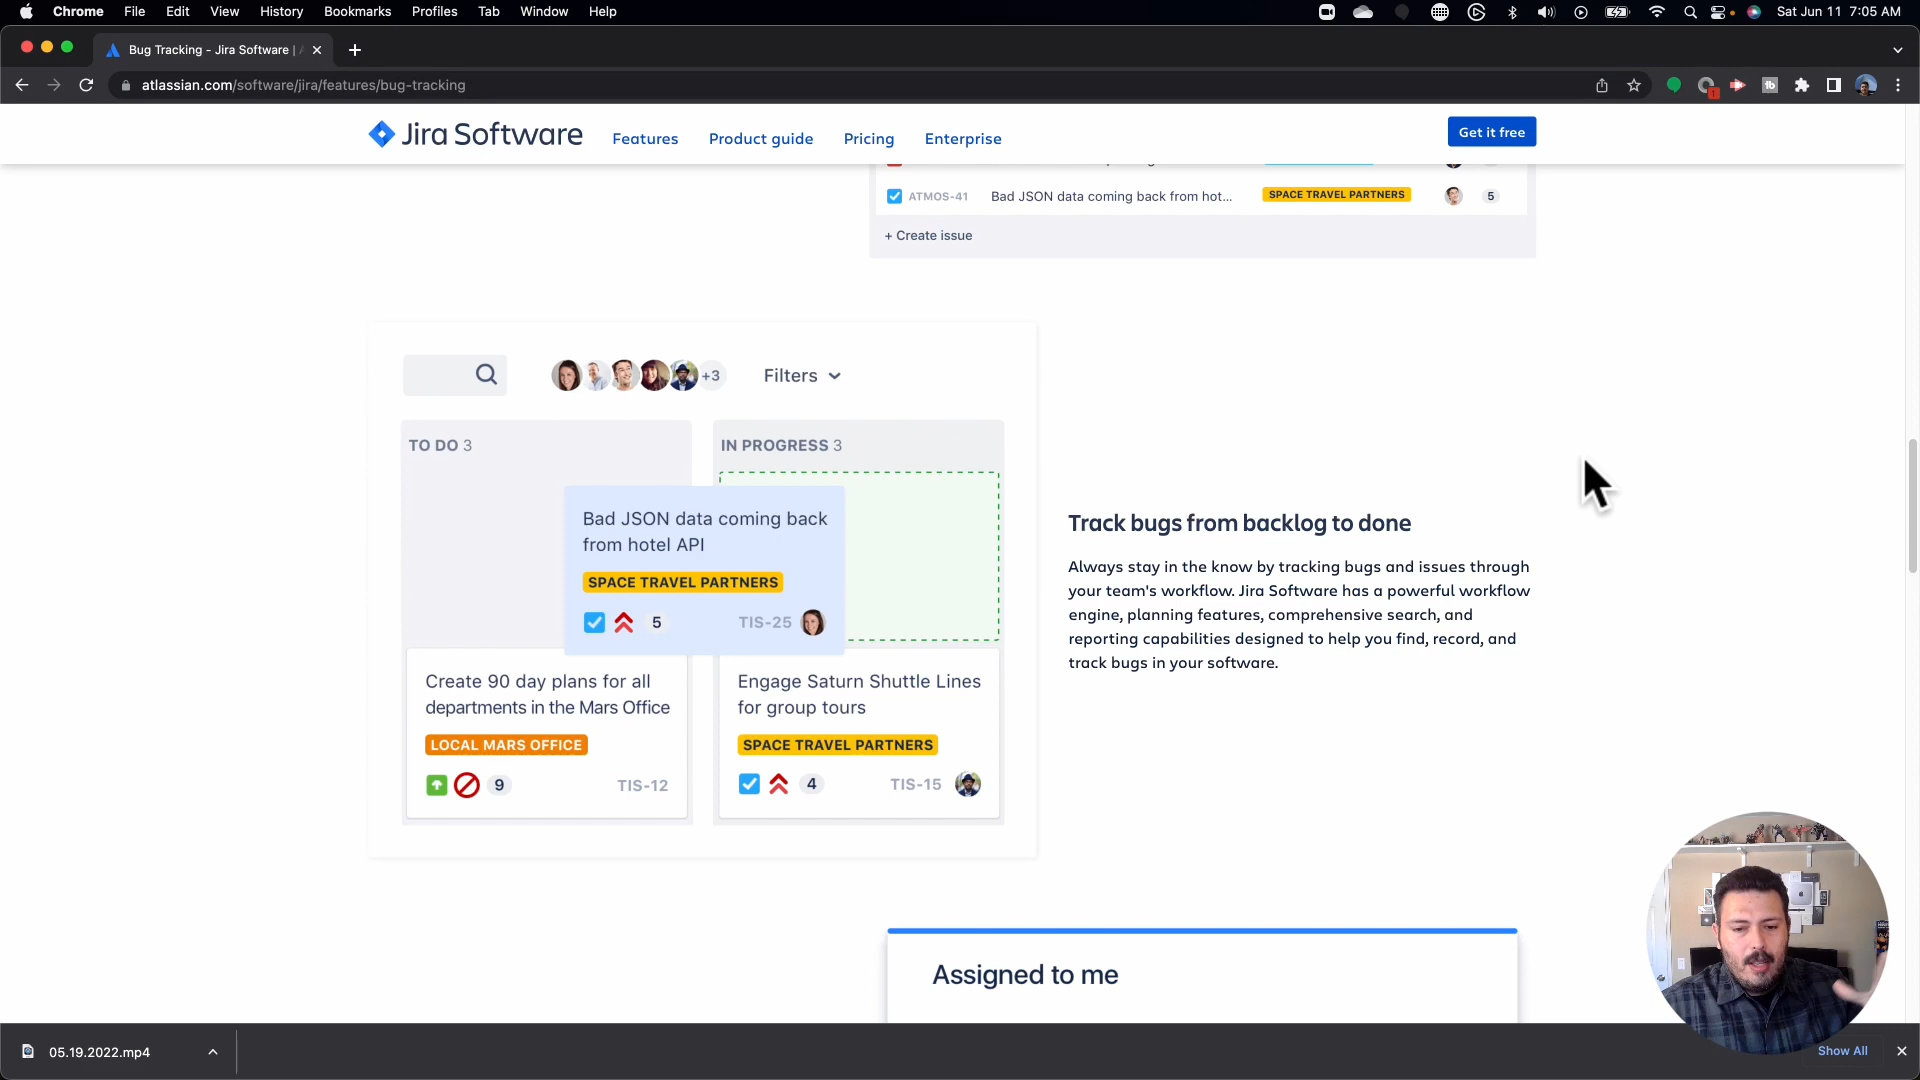 Chrome File Edit View History Bookmarks Profiles Tab Window Help Sat Jun 11 7:05 AM
Bug Tracking - Jira Software |
atlassian.com/software/jira/features/bug-tracking
Jira Software Features Product guide Pricing Enterprise Get it free
ATMOS-41 Bad JSON data coming back from hot... SPACE TRAVEL PARTNERS 5
+ Create issue
+3 Filters
TO DO 3
IN PROGRESS 3
Bad JSON data coming back
from hotel API
SPACE TRAVEL PARTNERS
5 TIS-25
Create 90 day plans for all
departments in the Mars Office
LOCAL MARS OFFICE
9 TIS-12
Engage Saturn Shuttle Lines
for group tours
SPACE TRAVEL PARTNERS
4 TIS-15
Track bugs from backlog to done
Always stay in the know by tracking bugs and issues through
your team's workflow. Jira Software has a powerful workflow
engine, planning features, comprehensive search, and
reporting capabilities designed to help you find, record, and
track bugs in your software.
Assigned to me
05.19.2022.mp4
Show All